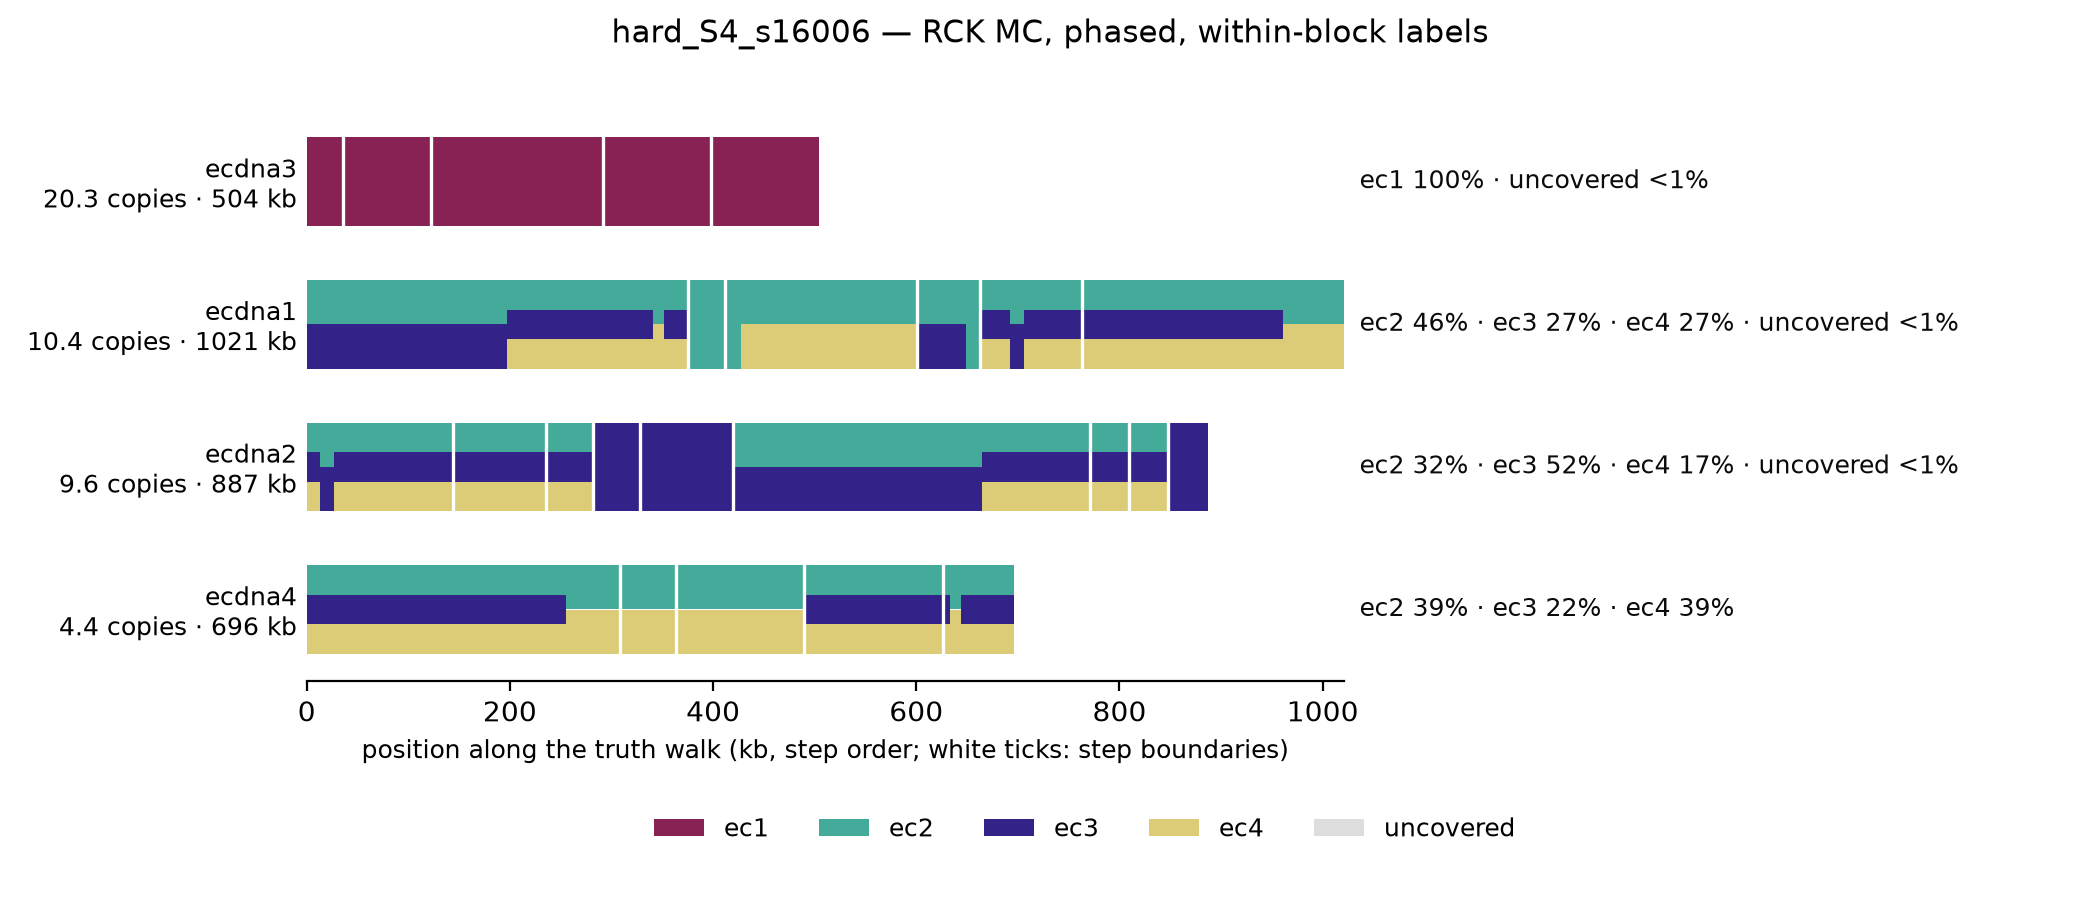 hard_S4_s16006 — RCK MC, phased, within-block labels
ecdna3
20.3 copies · 504 kb
ec1 100% · uncovered <1%
ecdna1
10.4 copies · 1021 kb
ec2 46% · ec3 27% · ec4 27% · uncovered <1%
ecdna2
9.6 copies · 887 kb
ec2 32% · ec3 52% · ec4 17% · uncovered <1%
ecdna4
4.4 copies · 696 kb
ec2 39% · ec3 22% · ec4 39%
0 200 400 600 800 1000
position along the truth walk (kb, step order; white ticks: step boundaries)
ec1 ec2 ec3 ec4 uncovered